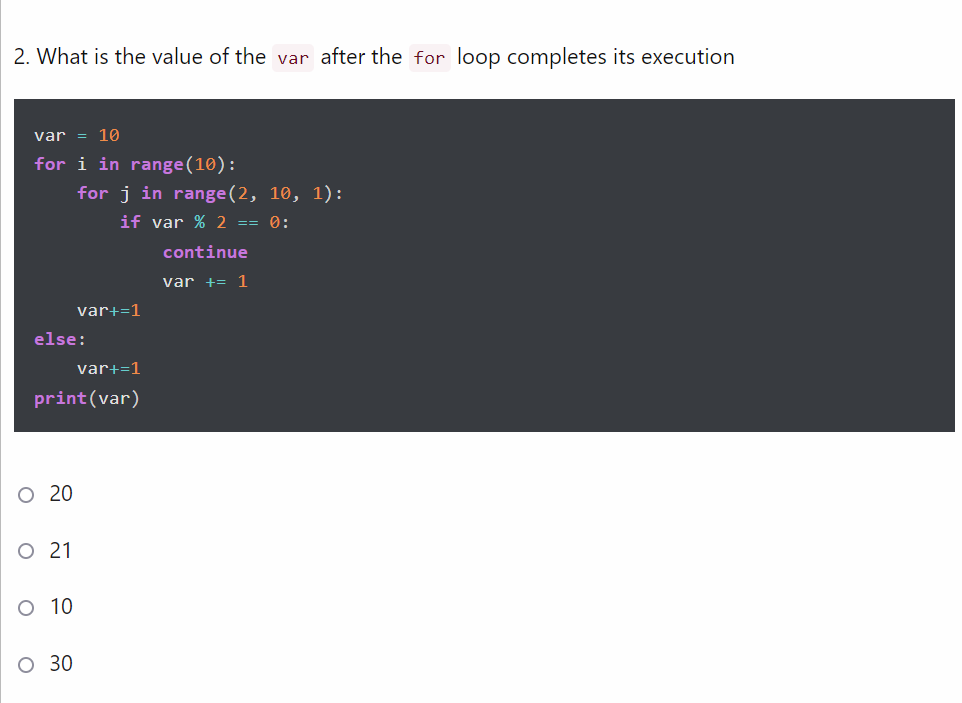 2. What is the value of the var after the for loop completes its execution
var = 10
for i in range(10):
    for j in range(2, 10, 1):
        if var % 2 == 0:
            continue
            var += 1
    var+=1
else:
    var+=1
print(var)
20
21
10
30